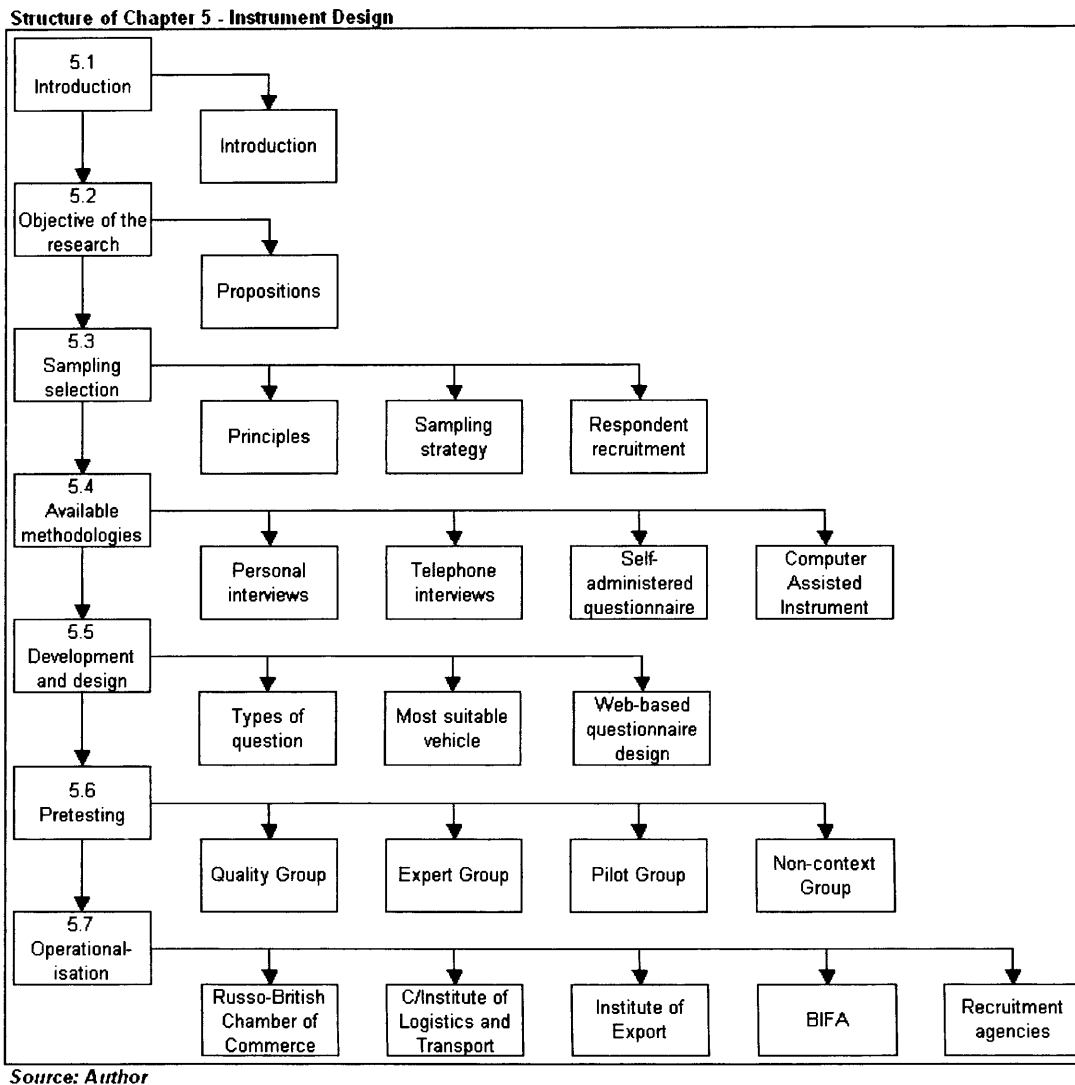 Structure of Chapter 5 - Instrument Design
5.1
Introduction
Introduction
5.2
Objective of the
research
Propositions
5.3
Sampling
selection
Principles
Sampling
strategy
Respondent
recruitment
5.4
Available
methodologies
Personal
interviews
Telephone
interviews
Self-
administered
questionnaire
Computer
Assisted
Instrument
5.5
Development
and design
Types of
question
Most suitable
vehicle
Web-based
questionnaire
design
5.6
Pretesting
Quality Group
Expert Group
Pilot Group
Non-context
Group
5.7
Operational-
isation
Russo-British
Chamber of
Commerce
C/Institute of
Logistics and
Transport
Institute of
Export
BIFA
Recruitment
agencies
Source: Author